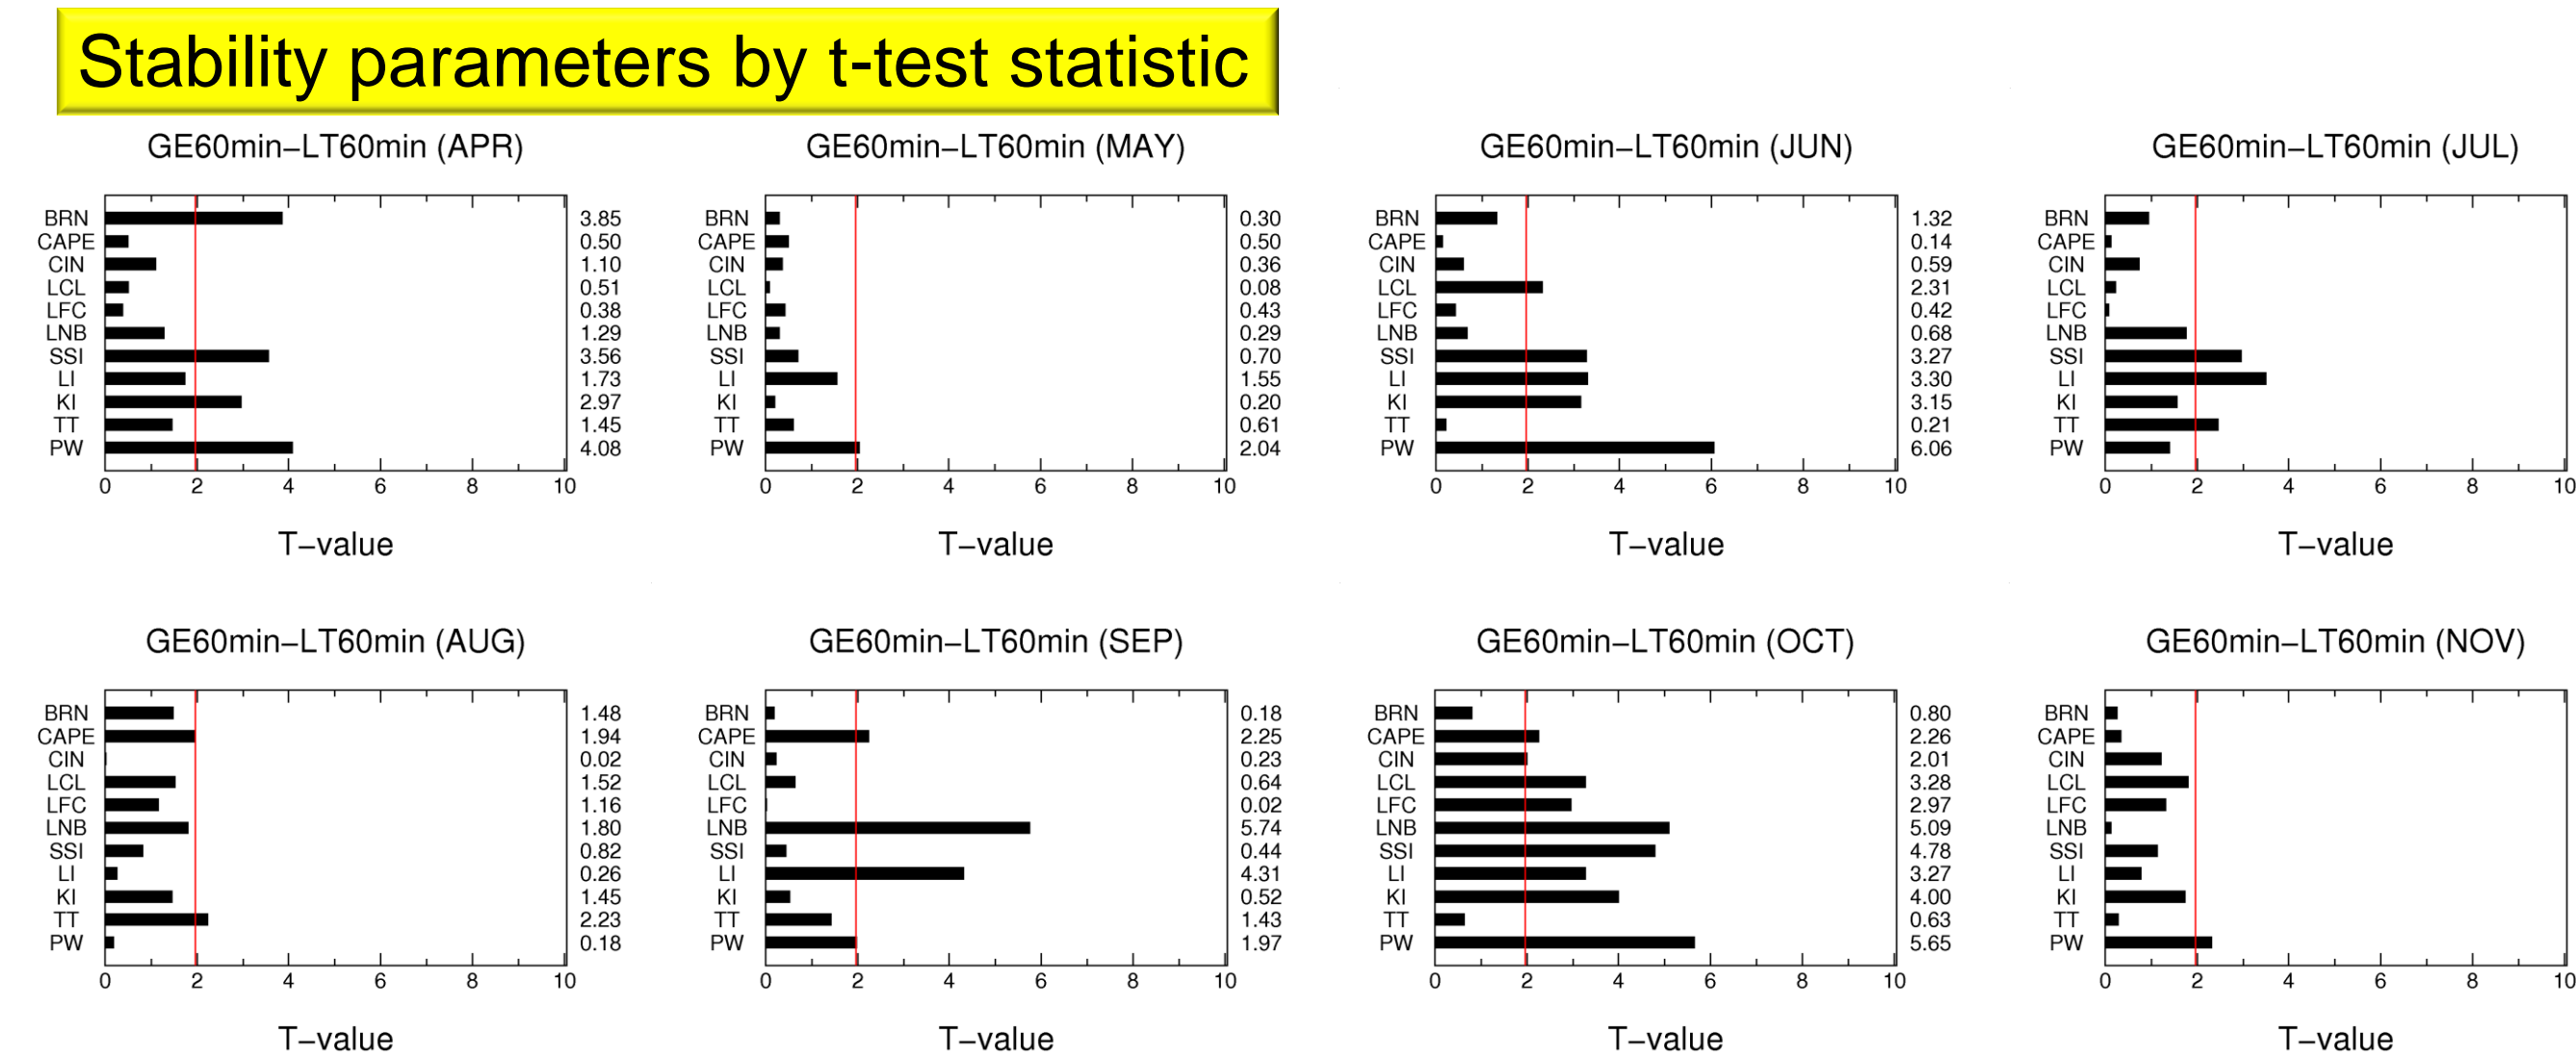 Stability parameters by t-test statistic
GE60min–LT60min (APR)
BRN 3.85
CAPE 0.50
CIN 1.10
LCL 0.51
LFC 0.38
LNB 1.29
SSI 3.56
LI 1.73
KI 2.97
TT 1.45
PW 4.08
0 2 4 6 8 10
T–value
GE60min–LT60min (MAY)
BRN 0.30
CAPE 0.50
CIN 0.36
LCL 0.08
LFC 0.43
LNB 0.29
SSI 0.70
LI 1.55
KI 0.20
TT 0.61
PW 2.04
0 2 4 6 8 10
T–value
GE60min–LT60min (JUN)
BRN 1.32
CAPE 0.14
CIN 0.59
LCL 2.31
LFC 0.42
LNB 0.68
SSI 3.27
LI 3.30
KI 3.15
TT 0.21
PW 6.06
0 2 4 6 8 10
T–value
GE60min–LT60min (JUL)
BRN
CAPE
CIN
LCL
LFC
LNB
SSI
LI
KI
TT
PW
0 2 4 6 8 10
T–value
GE60min–LT60min (AUG)
BRN 1.48
CAPE 1.94
CIN 0.02
LCL 1.52
LFC 1.16
LNB 1.80
SSI 0.82
LI 0.26
KI 1.45
TT 2.23
PW 0.18
0 2 4 6 8 10
T–value
GE60min–LT60min (SEP)
BRN 0.18
CAPE 2.25
CIN 0.23
LCL 0.64
LFC 0.02
LNB 5.74
SSI 0.44
LI 4.31
KI 0.52
TT 1.43
PW 1.97
0 2 4 6 8 10
T–value
GE60min–LT60min (OCT)
BRN 0.80
CAPE 2.26
CIN 2.01
LCL 3.28
LFC 2.97
LNB 5.09
SSI 4.78
LI 3.27
KI 4.00
TT 0.63
PW 5.65
0 2 4 6 8 10
T–value
GE60min–LT60min (NOV)
BRN
CAPE
CIN
LCL
LFC
LNB
SSI
LI
KI
TT
PW
0 2 4 6 8 10
T–value